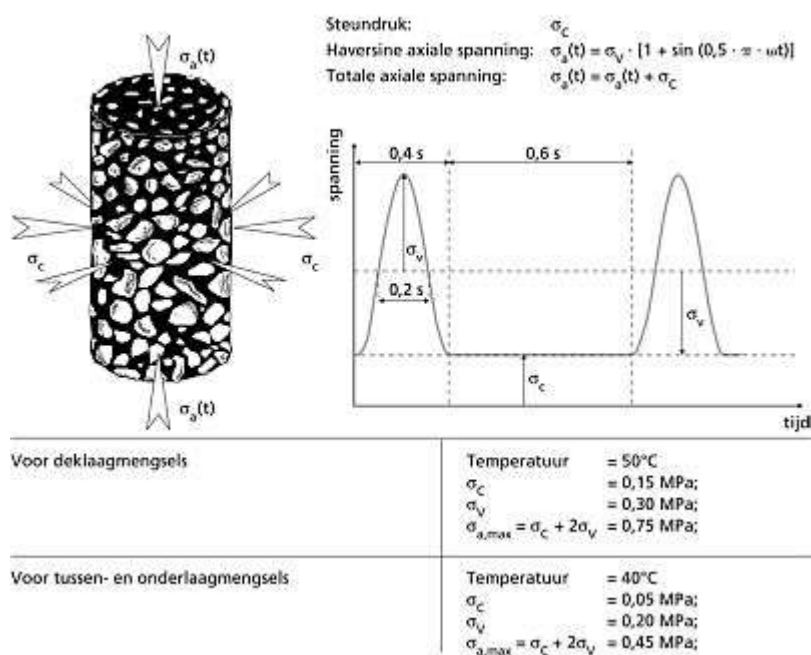 Steundruk: σC
Haversine axiale spanning: σa(t) = σV · [1 + sin (0,5 · π · ωt)]
Totale axiale spanning: σa(t) = σa(t) + σC
σa(t)
σc
σc
σa(t)
spanning
0,4 s
0,6 s
σv
0,2 s
σv
σc
tijd
Voor deklaagmengsels
Temperatuur = 50°C
σC = 0,15 MPa;
σV = 0,30 MPa;
σa,max = σC + 2σV = 0,75 MPa;
Voor tussen- en onderlaagmengsels
Temperatuur = 40°C
σC = 0,05 MPa;
σV = 0,20 MPa;
σa,max = σC + 2σV = 0,45 MPa;